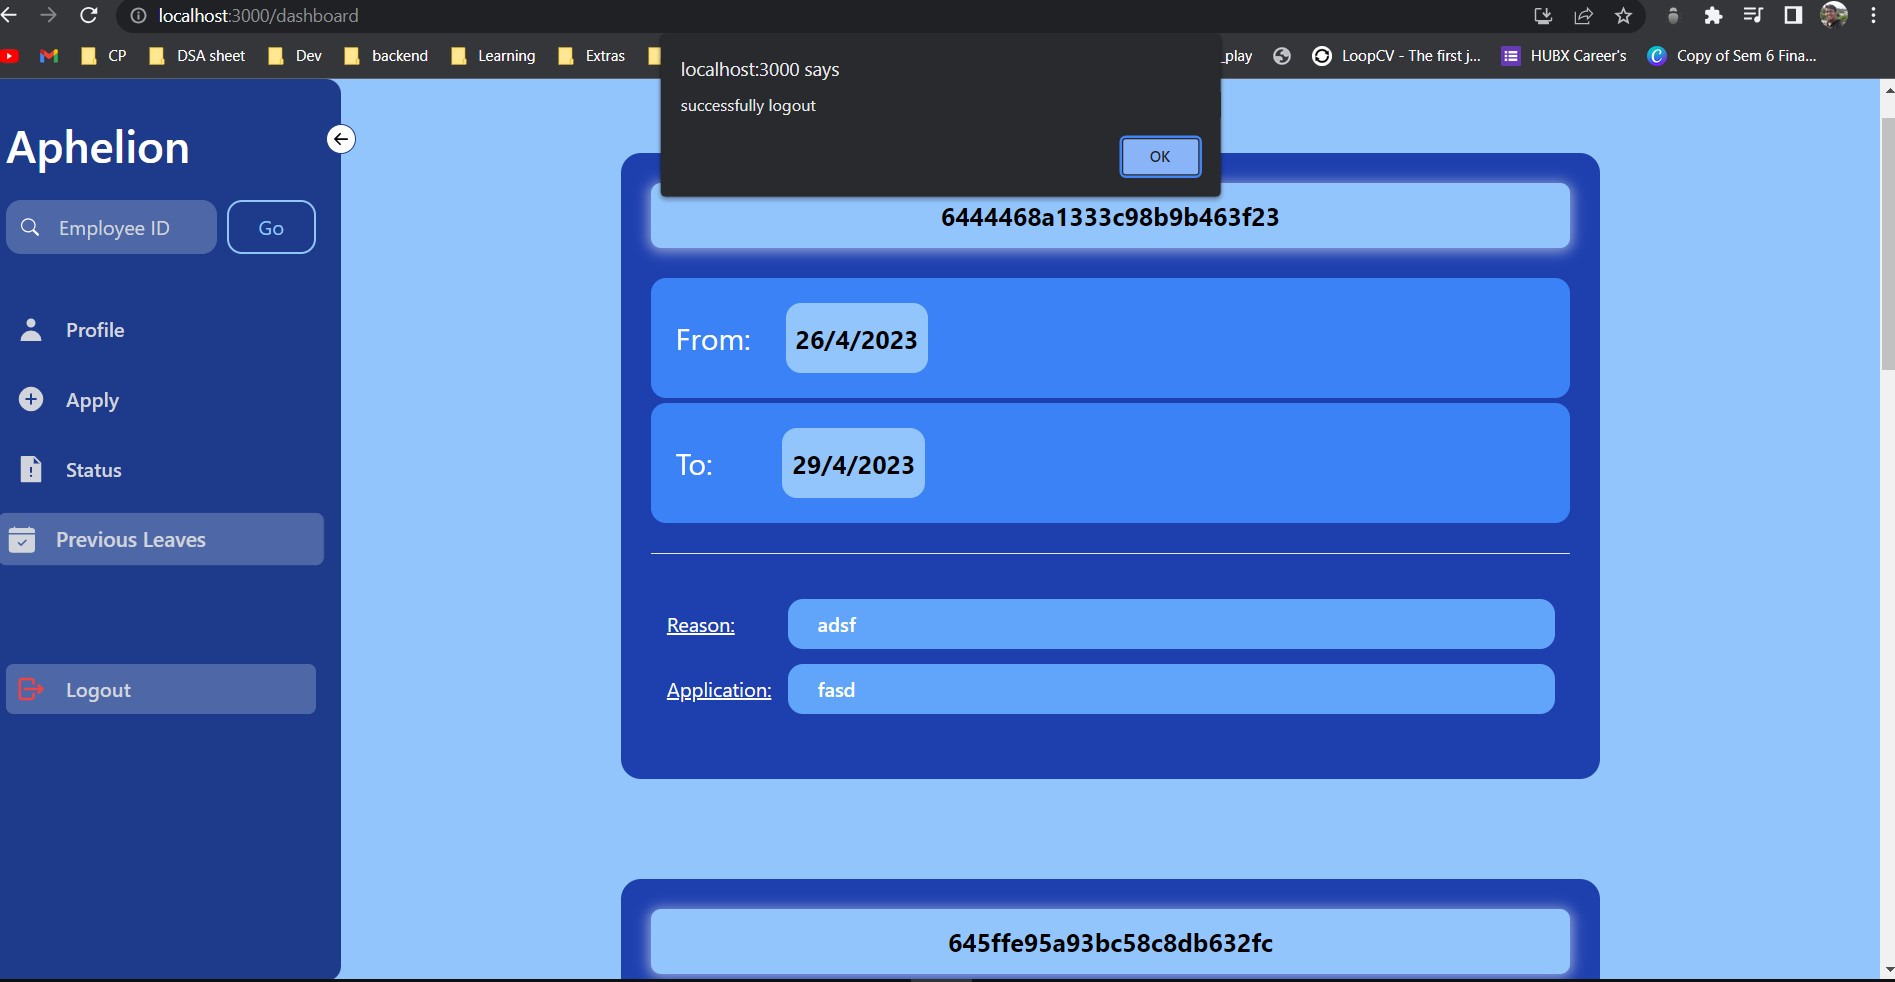 localhost:3000/dashboard
CP
DSA sheet
Dev
backend
Learning
Extras
_play
LoopCV - The first j...
HUBX Career's
Copy of Sem 6 Fina...
localhost:3000 says
successfully logout
OK
Aphelion
Employee ID
Go
Profile
Apply
Status
Previous Leaves
Logout
6444468a1333c98b9b463f23
From: 26/4/2023
To: 29/4/2023
Reason: adsf
Application: fasd
645ffe95a93bc58c8db632fc